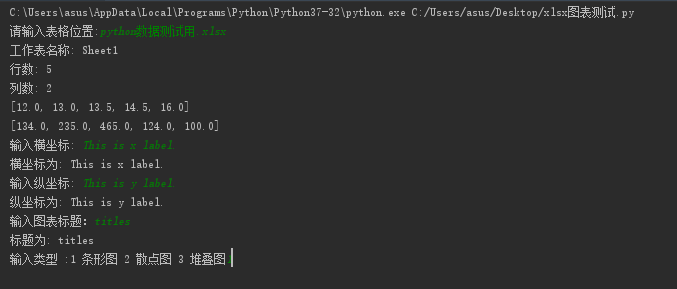 C:\Users\asus\AppData\Local\Programs\Python\Python37-32\python.exe C:/Users/asus/Desktop/xlsx图表测试.py
请输入表格位置:python数据测试用.xlsx
工作表名称: Sheet1
行数: 5
列数: 2
[12.0, 13.0, 13.5, 14.5, 16.0]
[134.0, 235.0, 465.0, 124.0, 100.0]
输入横坐标: This is x label
横坐标为: This is x label.
输入纵坐标: This is y label
纵坐标为: This is y label.
输入图表标题: titles
标题为: titles
输入类型 :1 条形图 2 散点图 3 堆叠图